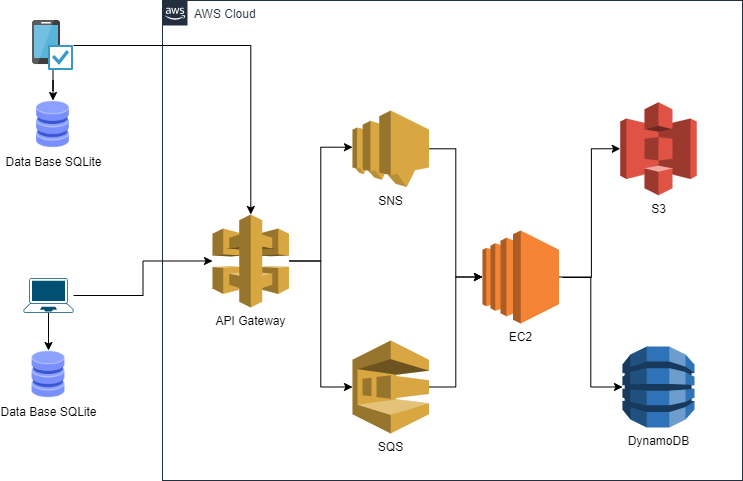 aws
AWS Cloud
Data Base SQLite
SNS
S3
API Gateway
EC2
Data Base SQLite
SQS
DynamoDB